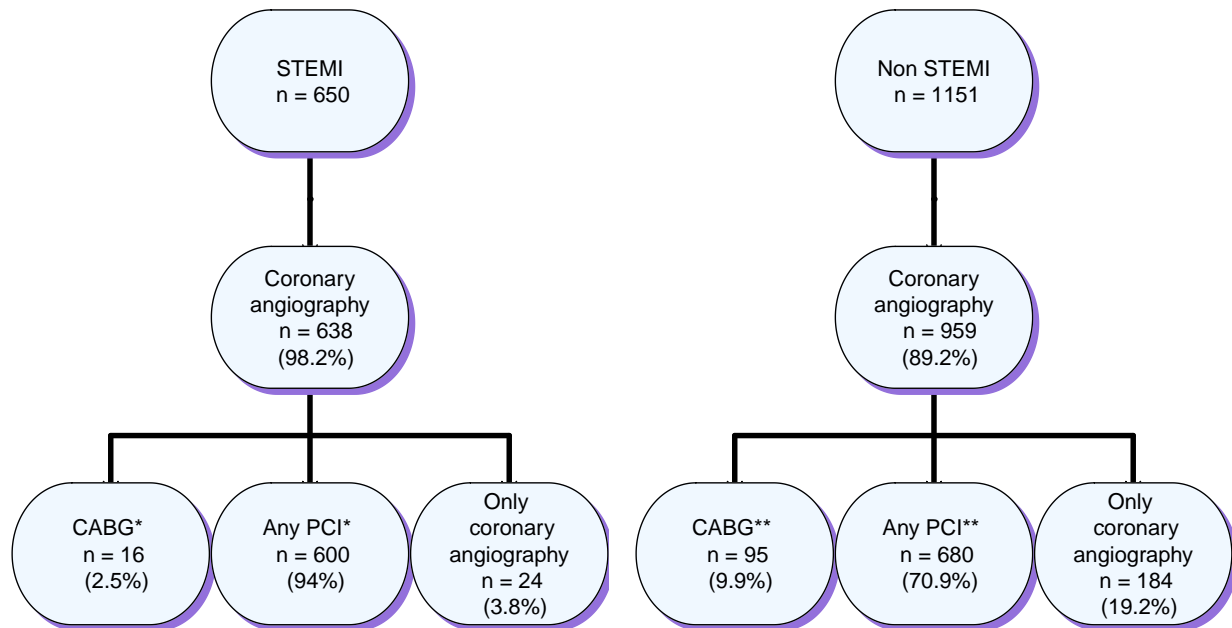 STEMI
n = 650
Non STEMI
n = 1151
Coronary
angiography
n = 638
(98.2%)
Coronary
angiography
n = 959
(89.2%)
CABG*
n = 16
(2.5%)
Any PCI*
n = 600
(94%)
Only
coronary
angiography
n = 24
(3.8%)
CABG**
n = 95
(9.9%)
Any PCI**
n = 680
(70.9%)
Only
coronary
angiography
n = 184
(19.2%)